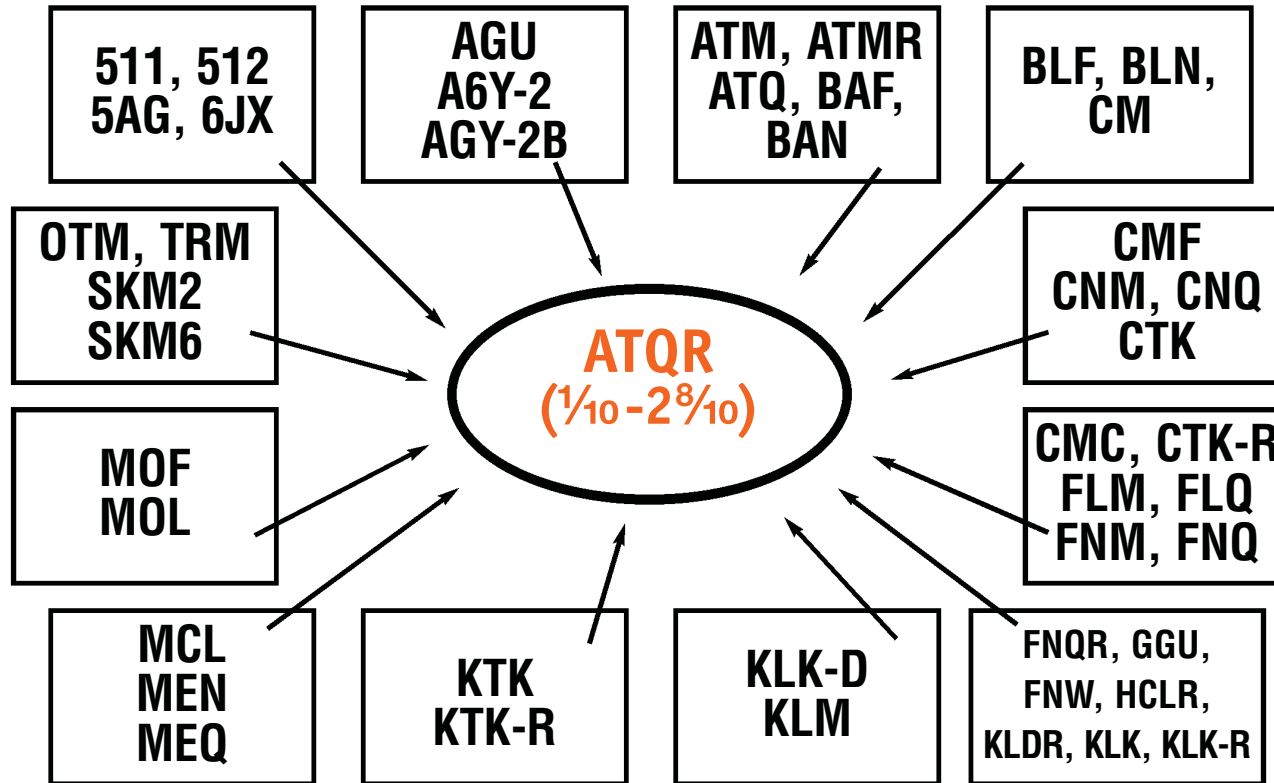 511, 512
5AG, 6JX
AGU
A6Y-2
AGY-2B
ATM, ATMR
ATQ, BAF,
BAN
BLF, BLN,
CM
OTM, TRM
SKM2
SKM6
ATQR
(1/10-2 8/10)
CMF
CNM, CNQ
CTK
MOF
MOL
CMC, CTK-R
FLM, FLQ
FNM, FNQ
MCL
MEN
MEQ
KTK
KTK-R
KLK-D
KLM
FNQR, GGU,
FNW, HCLR,
KLDR, KLK, KLK-R